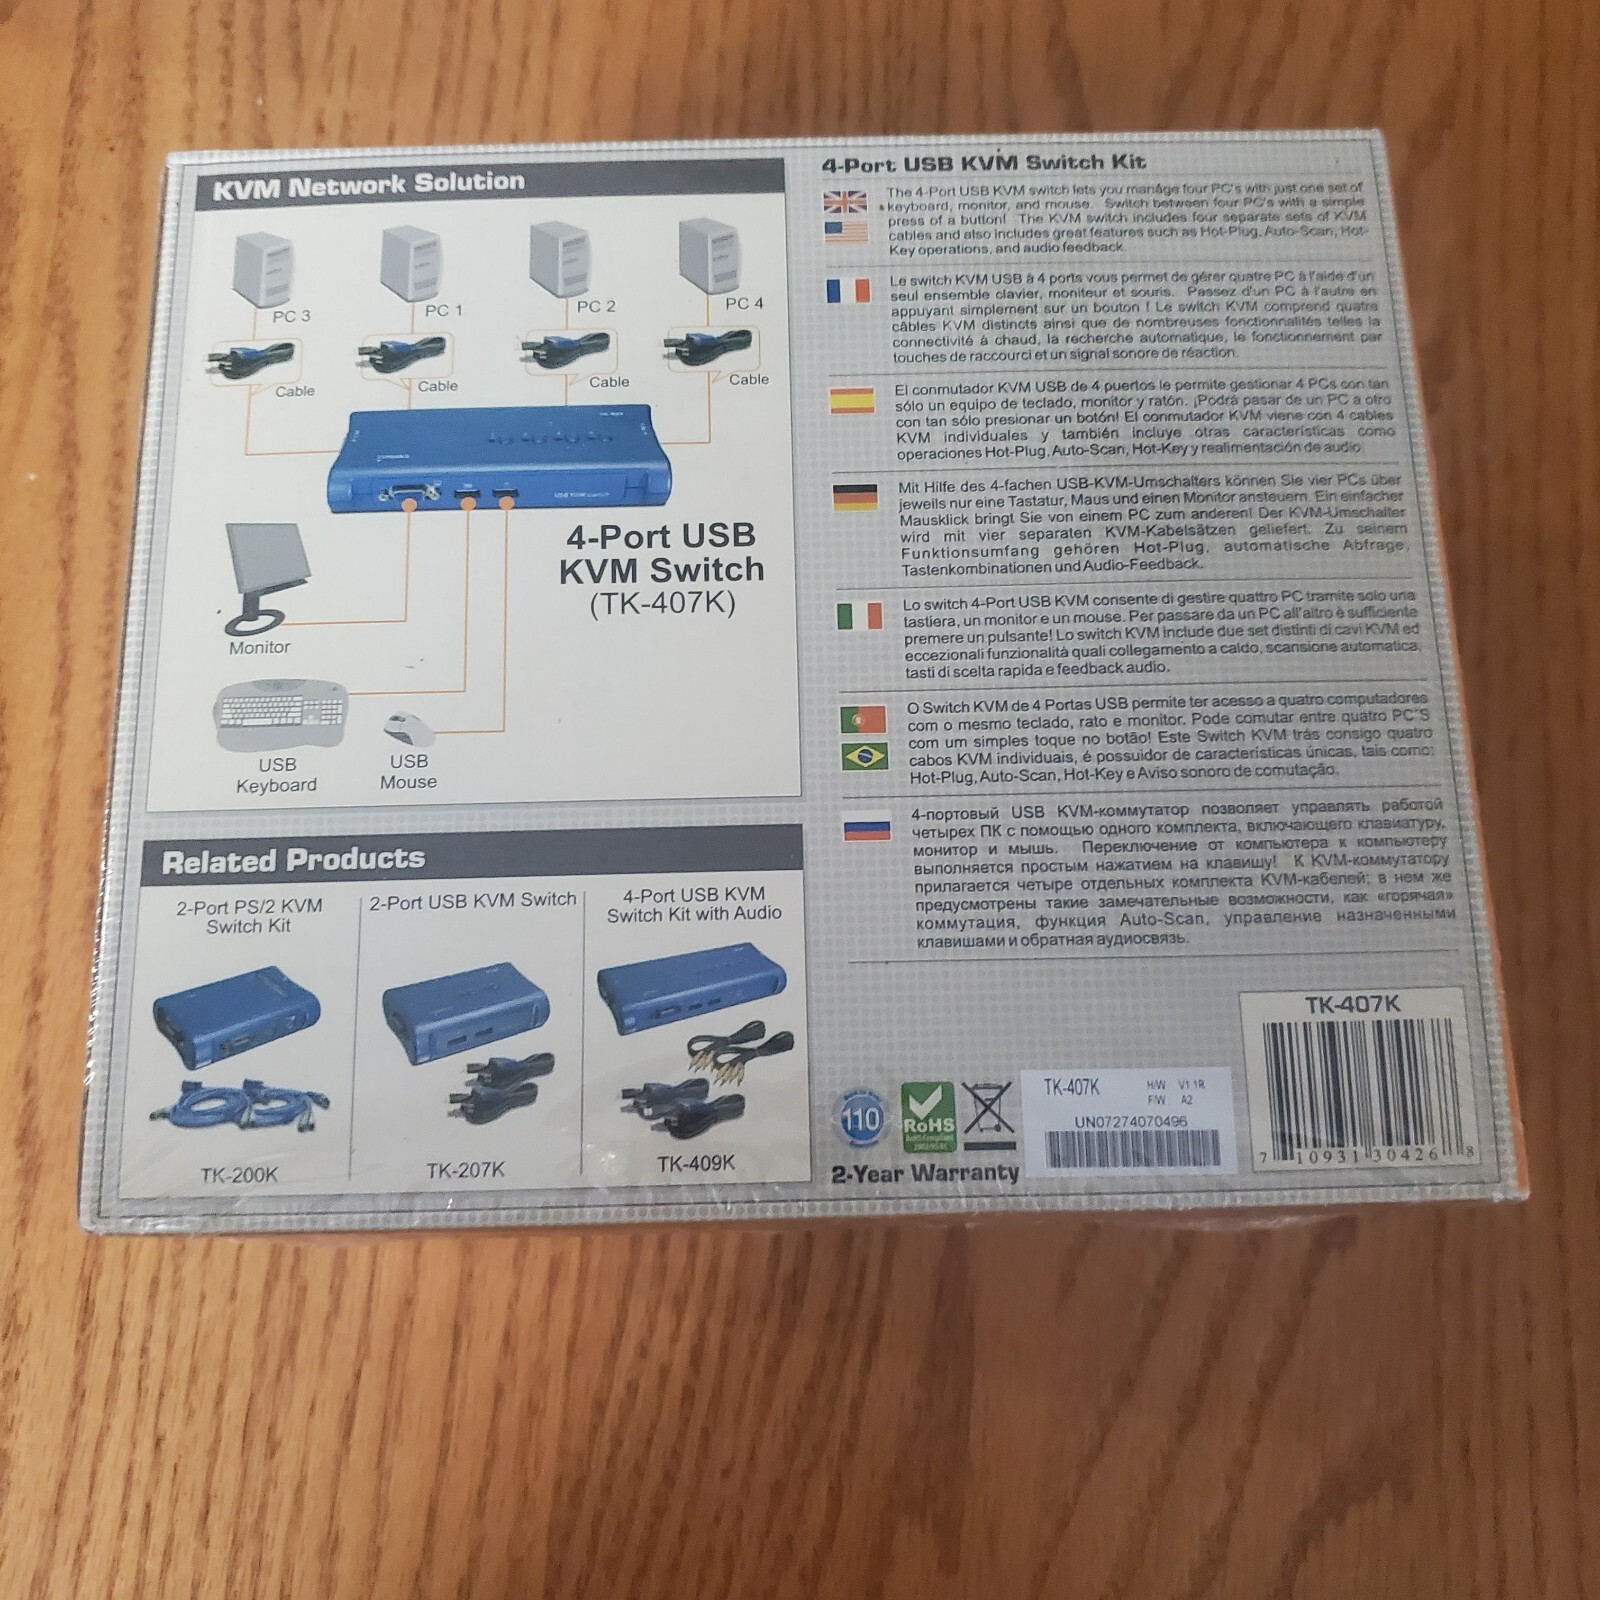 KVM Network Solution
PC 3
PC 1
PC 2
PC 4
Cable
Cable
Cable
Cable
4-Port USB
KVM Switch
(TK-407K)
Monitor
USB
Keyboard
USB
Mouse
Related Products
2-Port PS/2 KVM
Switch Kit
TK-200K
2-Port USB KVM Switch
TK-207K
4-Port USB KVM
Switch Kit with Audio
TK-409K
4-Port USB KVM Switch Kit
The 4-Port USB KVM switch lets you manage four PC's with just one set of
keyboard, monitor, and mouse. Switch between four PC's with a simple
press of a button! The KVM switch includes four separate sets of KVM
cables and also includes great features such as Hot-Plug, Auto-Scan, Hot-
Key operations, and audio feedback.
Le switch KVM USB à 4 ports vous permet de gérer quatre PC à l'aide d'un
seul ensemble clavier, moniteur et souris. Passez d'un PC à l'autre en
appuyant simplement sur un bouton ! Le switch KVM comprend quatre
câbles KVM distincts ainsi que de nombreuses fonctionnalités telles la
connectivité à chaud, la recherche automatique, le fonctionnement par
touches de raccourci et un signal sonore de réaction.
El conmutador KVM USB de 4 puertos le permite gestionar 4 PCs con tan
sólo un equipo de teclado, monitor y ratón. ¡Podrá pasar de un PC a otro
con tan sólo presionar un botón! El conmutador KVM viene con 4 cables
KVM individuales y también incluye otras características como
operaciones Hot-Plug, Auto-Scan, Hot-Key y realimentación de audio.
Mit Hilfe des 4-fachen USB-KVM-Umschalters können Sie vier PCs über
jeweils nur eine Tastatur, Maus und einen Monitor ansteuern. Ein einfacher
Mausklick bringt Sie von einem PC zum anderen! Der KVM-Umschalter
wird mit vier separaten KVM-Kabelsätzen geliefert. Zu seinem
Funktionsumfang gehören Hot-Plug, automatische Abfrage,
Tastenkombinationen und Audio-Feedback.
Lo switch 4-Port USB KVM consente di gestire quattro PC tramite solo una
tastiera, un monitor e un mouse. Per passare da un PC all'altro è sufficiente
premere un pulsante! Lo switch KVM include due set distinti di cavi KVM ed
eccezionali funzionalità quali collegamento a caldo, scansione automatica,
tasti di scelta rapida e feedback audio.
O Switch KVM de 4 Portas USB permite ter acesso a quatro computadores
com o mesmo teclado, rato e monitor. Pode comutar entre quatro PC'S
com um simples toque no botão! Este Switch KVM trás consigo quatro
cabos KVM individuais, é possuidor de características únicas, tais como:
Hot-Plug, Auto-Scan, Hot-Key e Aviso sonoro de comutação.
4-портовый USB KVM-коммутатор позволяет управлять работой
четырех ПК с помощью одного комплекта, включающего клавиатуру,
монитор и мышь. Переключение от компьютера к компьютеру
выполняется простым нажатием на клавишу! К KVM-коммутатору
прилагается четыре отдельных комплекта KVM-кабелей; в нем же
предусмотрены такие замечательные возможности, как «горячая»
коммутация, функция Auto-Scan, управление назначенными
клавишами и обратная аудиосвязь.
110
RoHS
2-Year Warranty
TK-407K
H/W V1.1R
F/W A2
UN07274070496
TK-407K
7 10931 30426 8